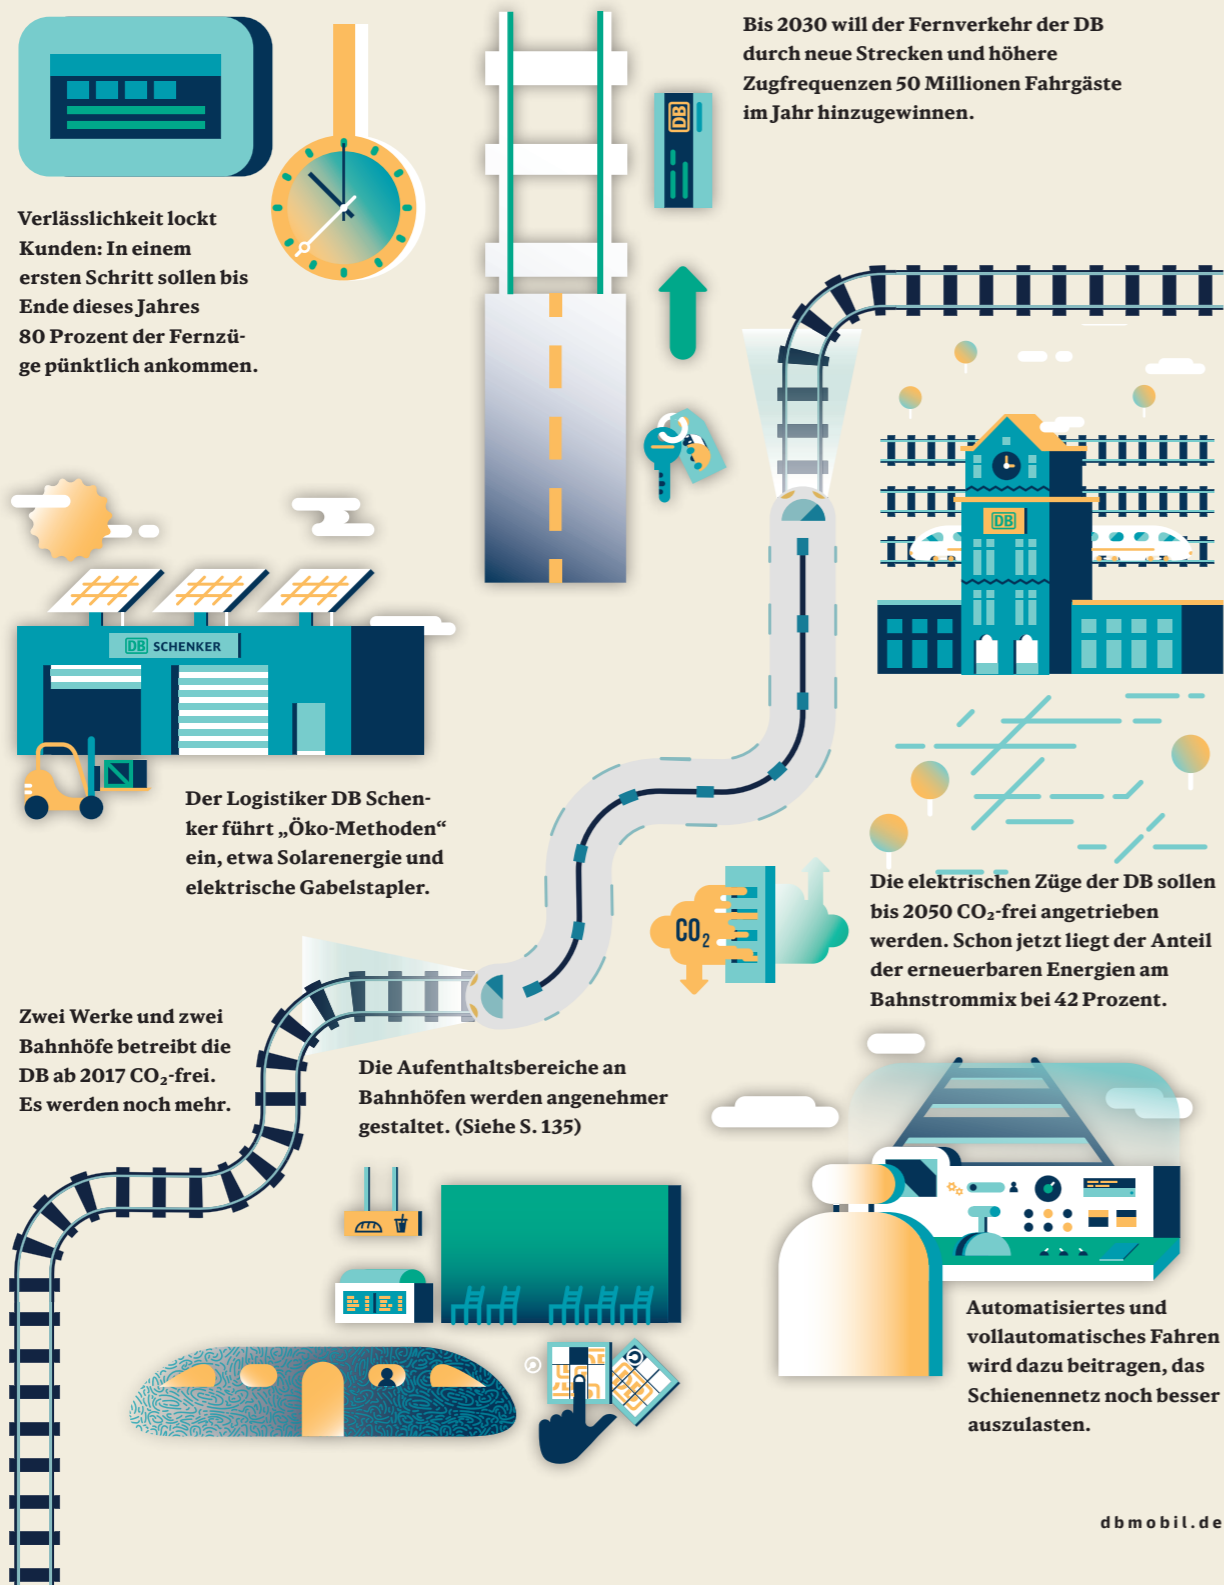 Bis 2030 will der Fernverkehr der DB
durch neue Strecken und höhere
Zugfrequenzen 50 Millionen Fahrgäste
im Jahr hinzugewinnen.
DB
Verlässlichkeit lockt
Kunden: In einem
ersten Schritt sollen bis
Ende dieses Jahres
80 Prozent der Fernzü-
ge pünktlich ankommen.
DB
DB SCHENKER
Der Logistiker DB Schen-
ker führt „Öko-Methoden“
ein, etwa Solarenergie und
elektrische Gabelstapler.
CO₂
Die elektrischen Züge der DB sollen
bis 2050 CO₂-frei angetrieben
werden. Schon jetzt liegt der Anteil
der erneuerbaren Energien am
Bahnstrommix bei 42 Prozent.
Zwei Werke und zwei
Bahnhöfe betreibt die
DB ab 2017 CO₂-frei.
Es werden noch mehr.
Die Aufenthaltsbereiche an
Bahnhöfen werden angenehmer
gestaltet. (Siehe S. 135)
Automatisiertes und
vollautomatisches Fahren
wird dazu beitragen, das
Schienennetz noch besser
auszulasten.
dbmobil.de